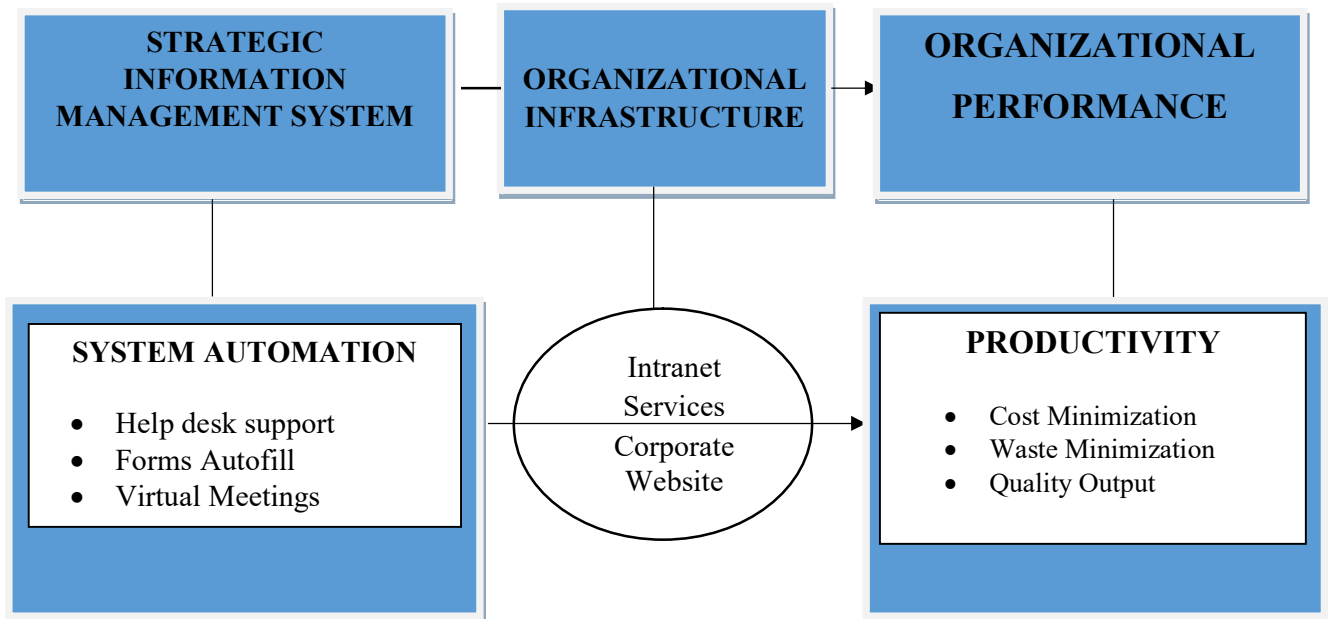 STRATEGIC
INFORMATION
MANAGEMENT SYSTEM
ORGANIZATIONAL
INFRASTRUCTURE
ORGANIZATIONAL
PERFORMANCE
SYSTEM AUTOMATION
• Help desk support
• Forms Autofill
• Virtual Meetings
Intranet
Services
Corporate
Website
PRODUCTIVITY
• Cost Minimization
• Waste Minimization
• Quality Output